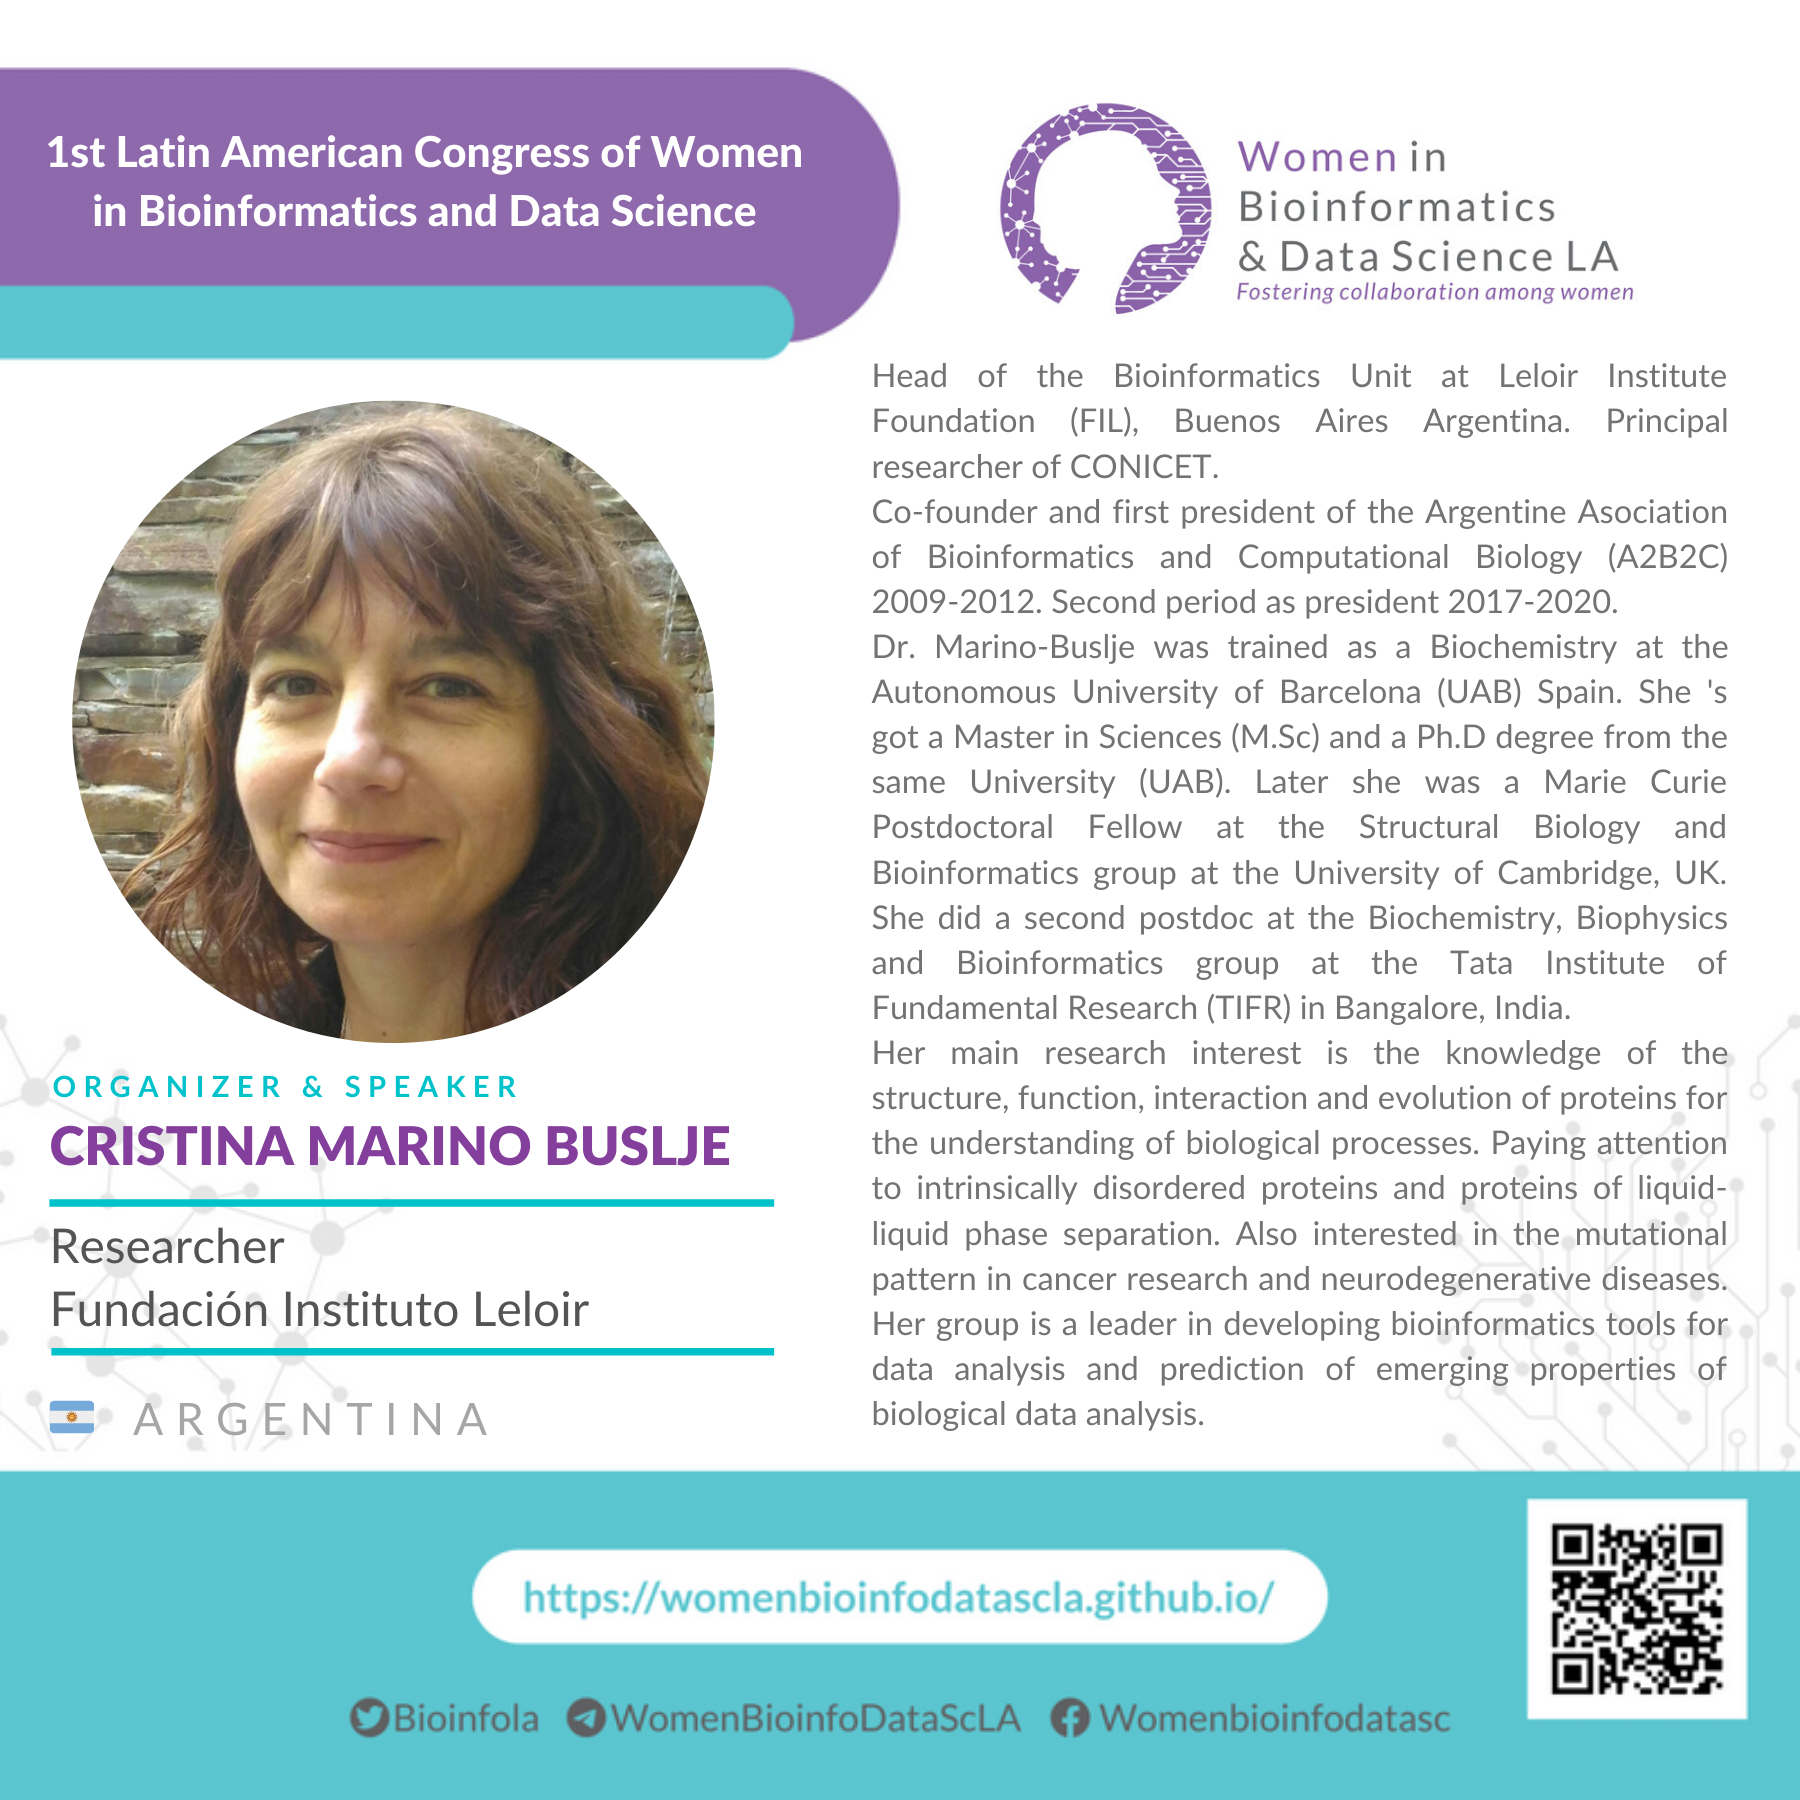 1st Latin American Congress of Women
in Bioinformatics and Data Science
Women in
Bioinformatics
& Data Science LA
Fostering collaboration among women
ORGANIZER & SPEAKER
CRISTINA MARINO BUSLJE
Researcher
Fundación Instituto Leloir
ARGENTINA
Head of the Bioinformatics Unit at Leloir Institute
Foundation (FIL), Buenos Aires Argentina. Principal
researcher of CONICET.
Co-founder and first president of the Argentine Asociation
of Bioinformatics and Computational Biology (A2B2C)
2009-2012. Second period as president 2017-2020.
Dr. Marino-Buslje was trained as a Biochemistry at the
Autonomous University of Barcelona (UAB) Spain. She 's
got a Master in Sciences (M.Sc) and a Ph.D degree from the
same University (UAB). Later she was a Marie Curie
Postdoctoral Fellow at the Structural Biology and
Bioinformatics group at the University of Cambridge, UK.
She did a second postdoc at the Biochemistry, Biophysics
and Bioinformatics group at the Tata Institute of
Fundamental Research (TIFR) in Bangalore, India.
Her main research interest is the knowledge of the
structure, function, interaction and evolution of proteins for
the understanding of biological processes. Paying attention
to intrinsically disordered proteins and proteins of liquid-
liquid phase separation. Also interested in the mutational
pattern in cancer research and neurodegenerative diseases.
Her group is a leader in developing bioinformatics tools for
data analysis and prediction of emerging properties of
biological data analysis.
https://womenbioinfodatascla.github.io/
Bioinfola WomenBioinfoDataScLA Womenbioinfodatasc